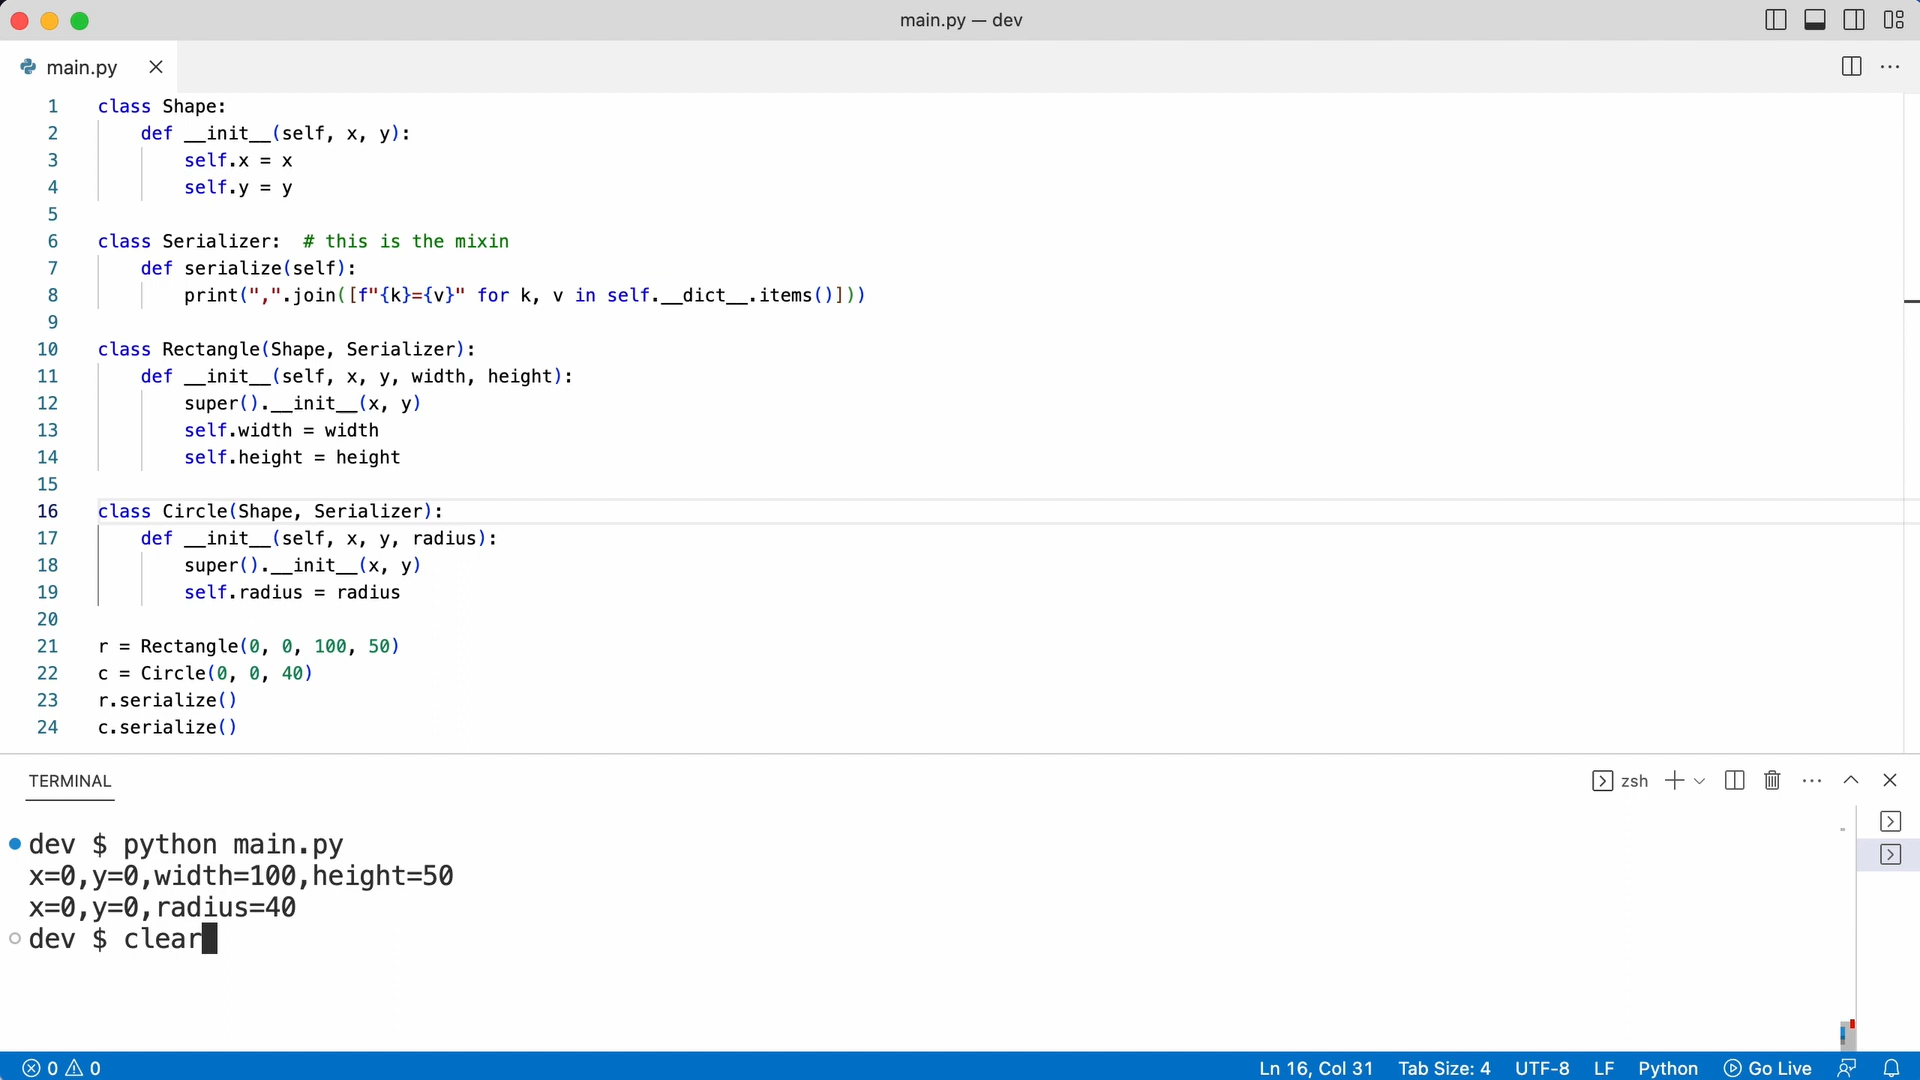 main.py — dev
main.py
1 class Shape:
2     def __init__(self, x, y):
3         self.x = x
4         self.y = y
5
6 class Serializer:  # this is the mixin
7     def serialize(self):
8         print(",".join([f"{k}={v}" for k, v in self.__dict__.items()]))
9
10 class Rectangle(Shape, Serializer):
11     def __init__(self, x, y, width, height):
12         super().__init__(x, y)
13         self.width = width
14         self.height = height
15
16 class Circle(Shape, Serializer):
17     def __init__(self, x, y, radius):
18         super().__init__(x, y)
19         self.radius = radius
20
21 r = Rectangle(0, 0, 100, 50)
22 c = Circle(0, 0, 40)
23 r.serialize()
24 c.serialize()
TERMINAL zsh
dev $ python main.py
x=0,y=0,width=100,height=50
x=0,y=0,radius=40
dev $ clear
0 0 Ln 16, Col 31 Tab Size: 4 UTF-8 LF Python Go Live